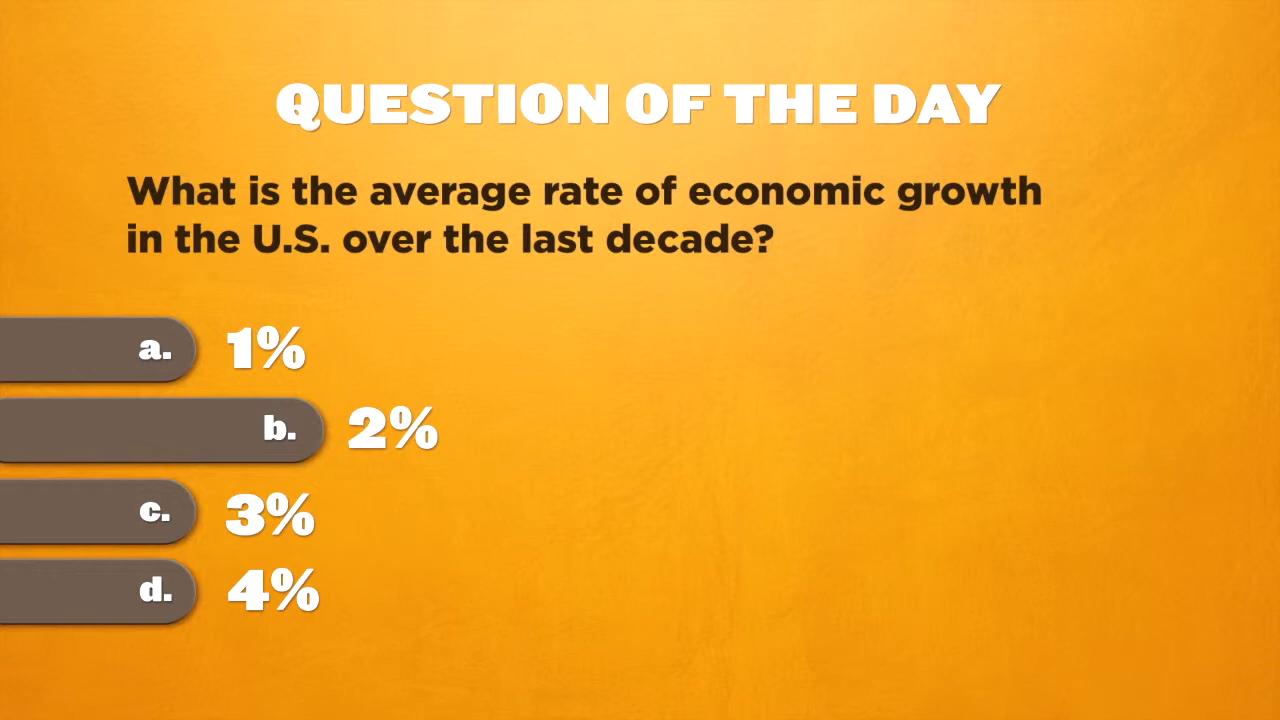 QUESTION OF THE DAY
What is the average rate of economic growth
in the U.S. over the last decade?
a. 1%
b. 2%
c. 3%
d. 4%